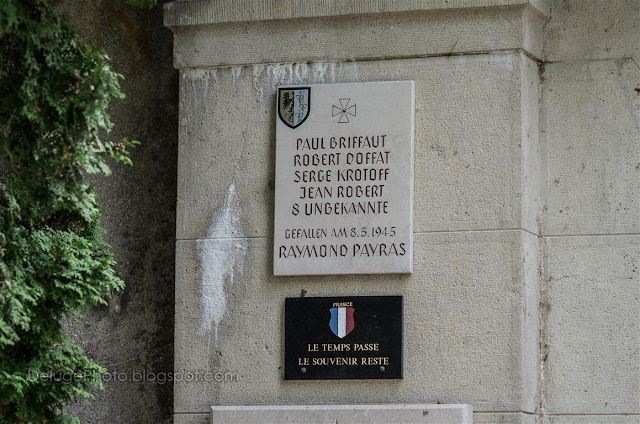 PAUL BRIFFAUT
ROBERT DOFFAT
SERGE KROTOFF
JEAN ROBERT
8 UNBEKANNTE
GEFALLEN AM 8.5.1945
RAYMOND PAYRAS
FRANCE
LE TEMPS PASSE
LE SOUVENIR RESTE
DelugePhoto.blogspot.com